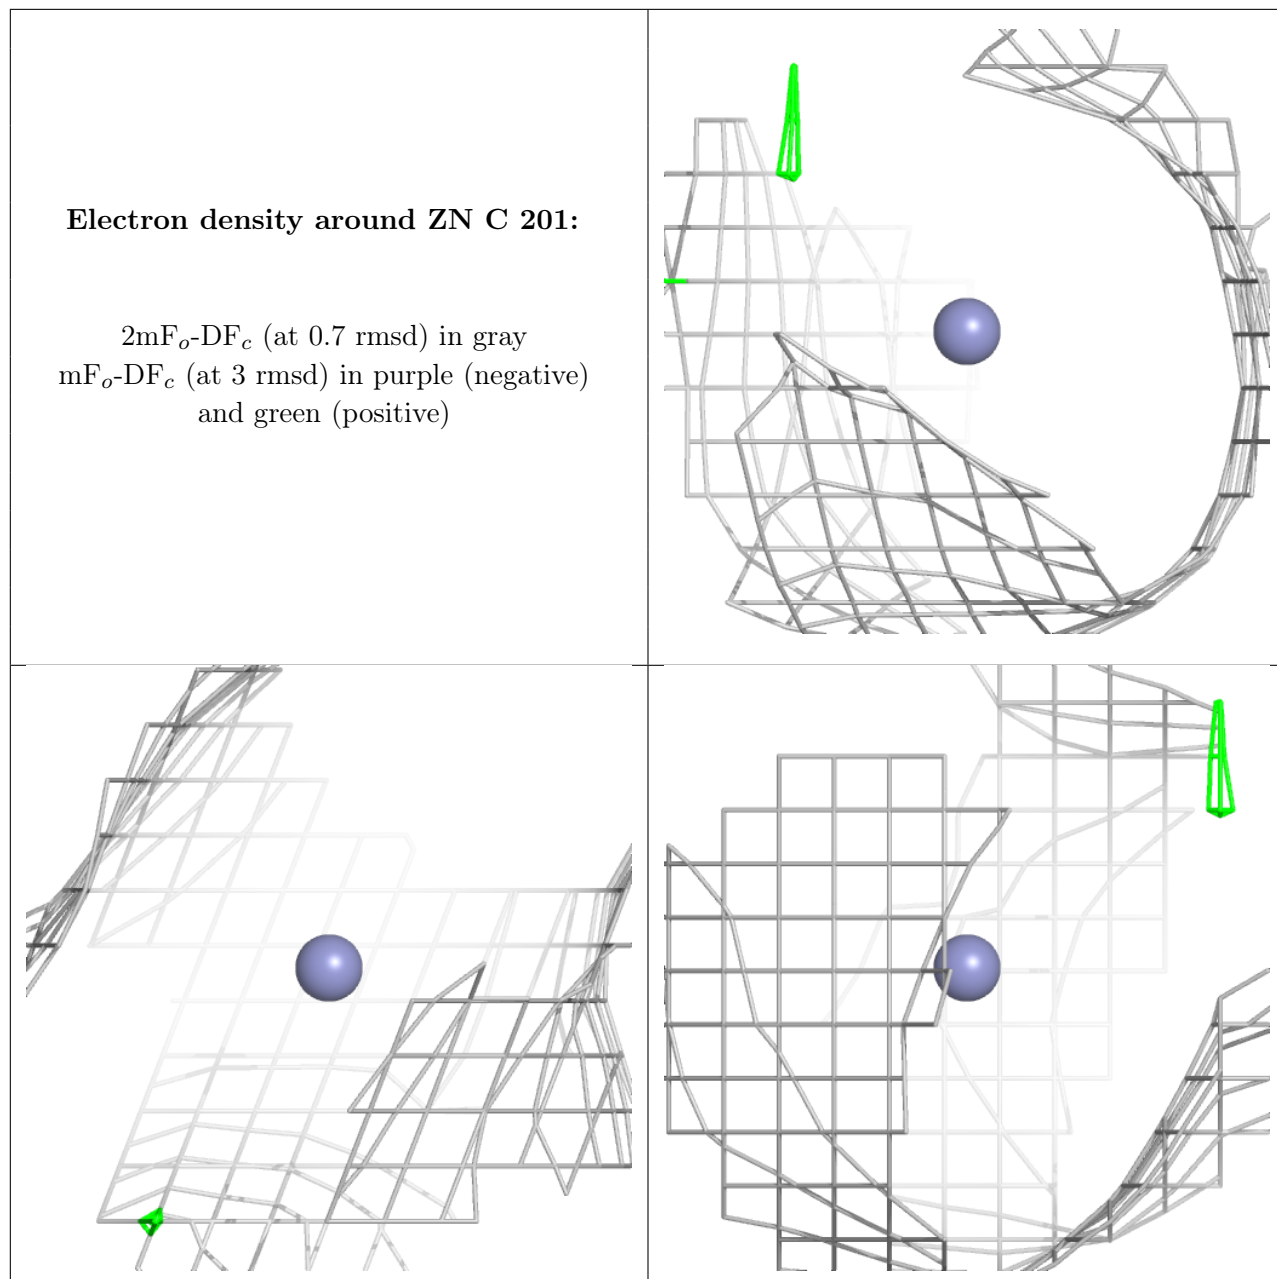 Electron density around ZN C 201:
2mFo-DFc (at 0.7 rmsd) in gray
mFo-DFc (at 3 rmsd) in purple (negative)
and green (positive)